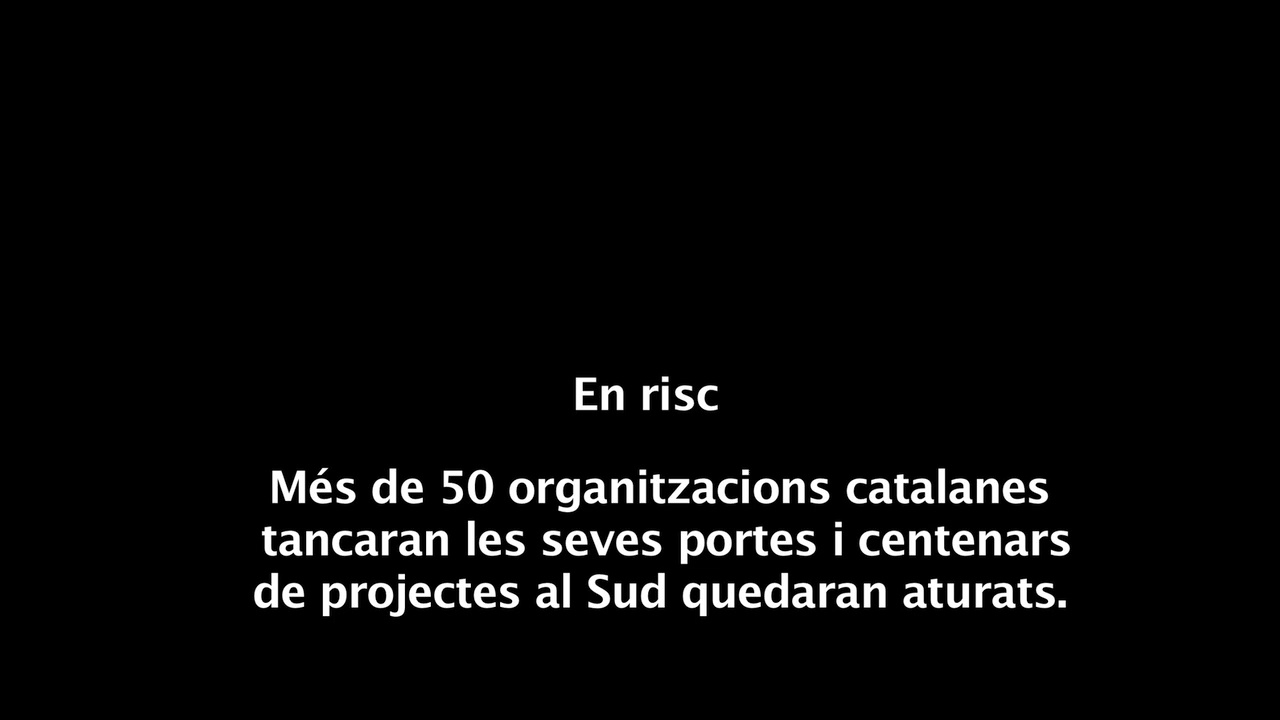 En risc
Més de 50 organitzacions catalanes
tancaran les seves portes i centenars
de projectes al Sud quedaran aturats.